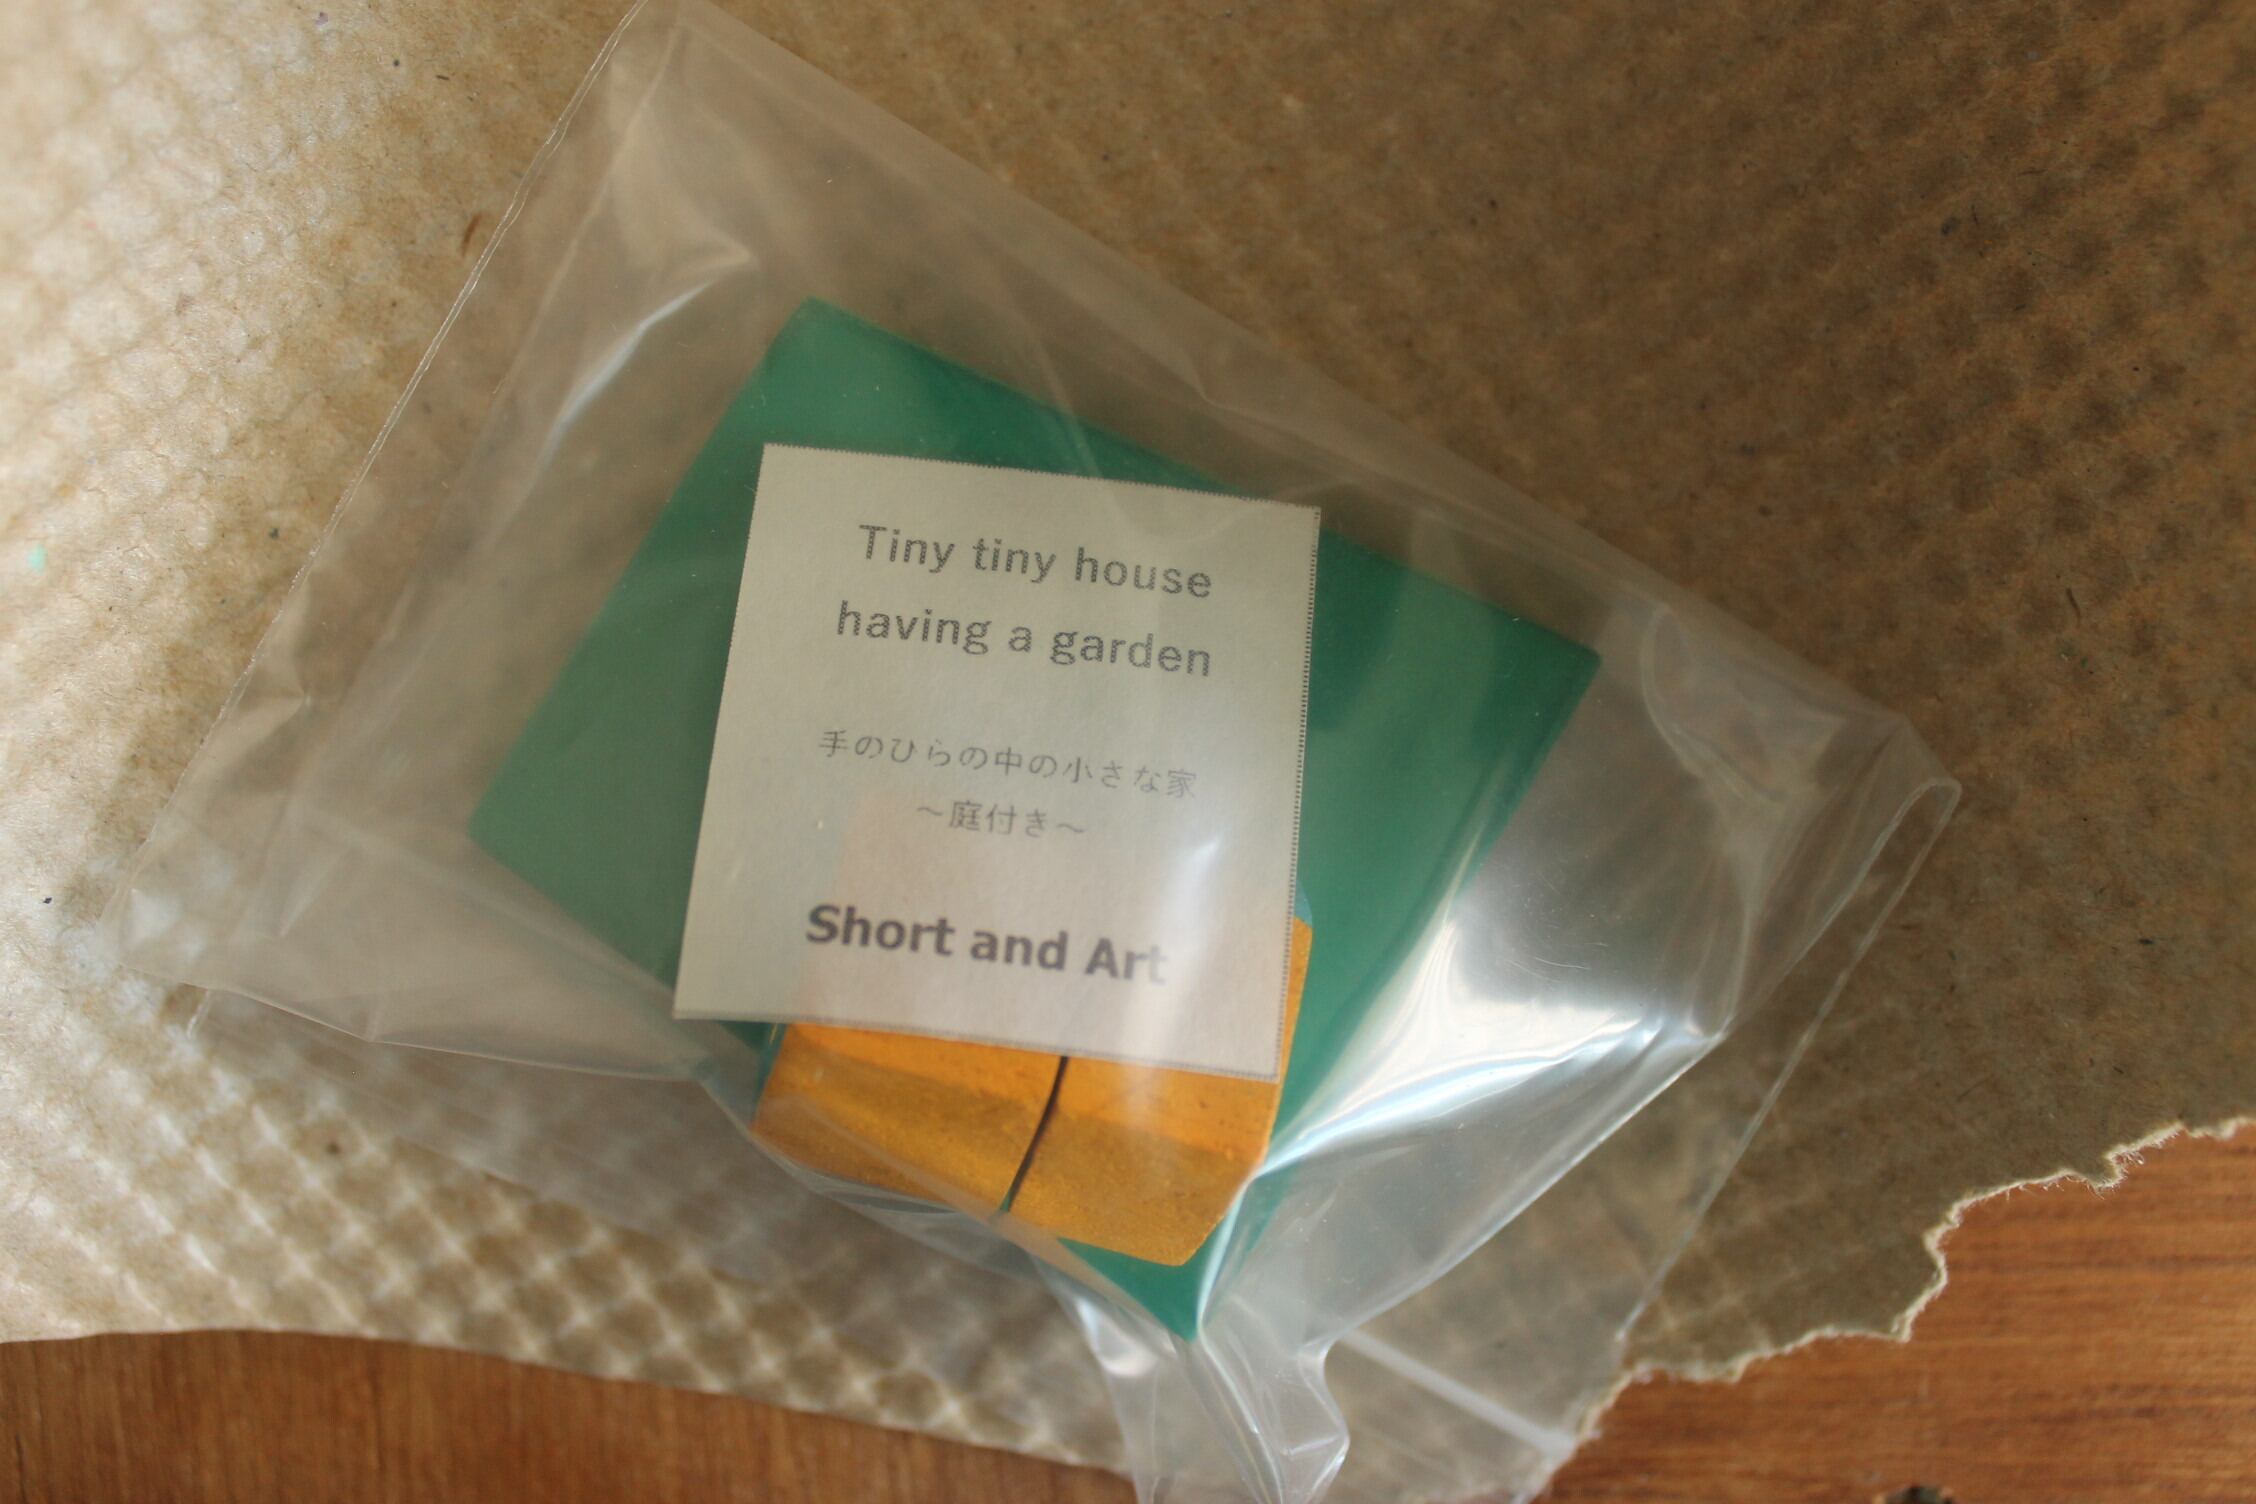 Tiny tiny house
having a garden
手のひらの中の小さな家
～庭付き～
Short and Art